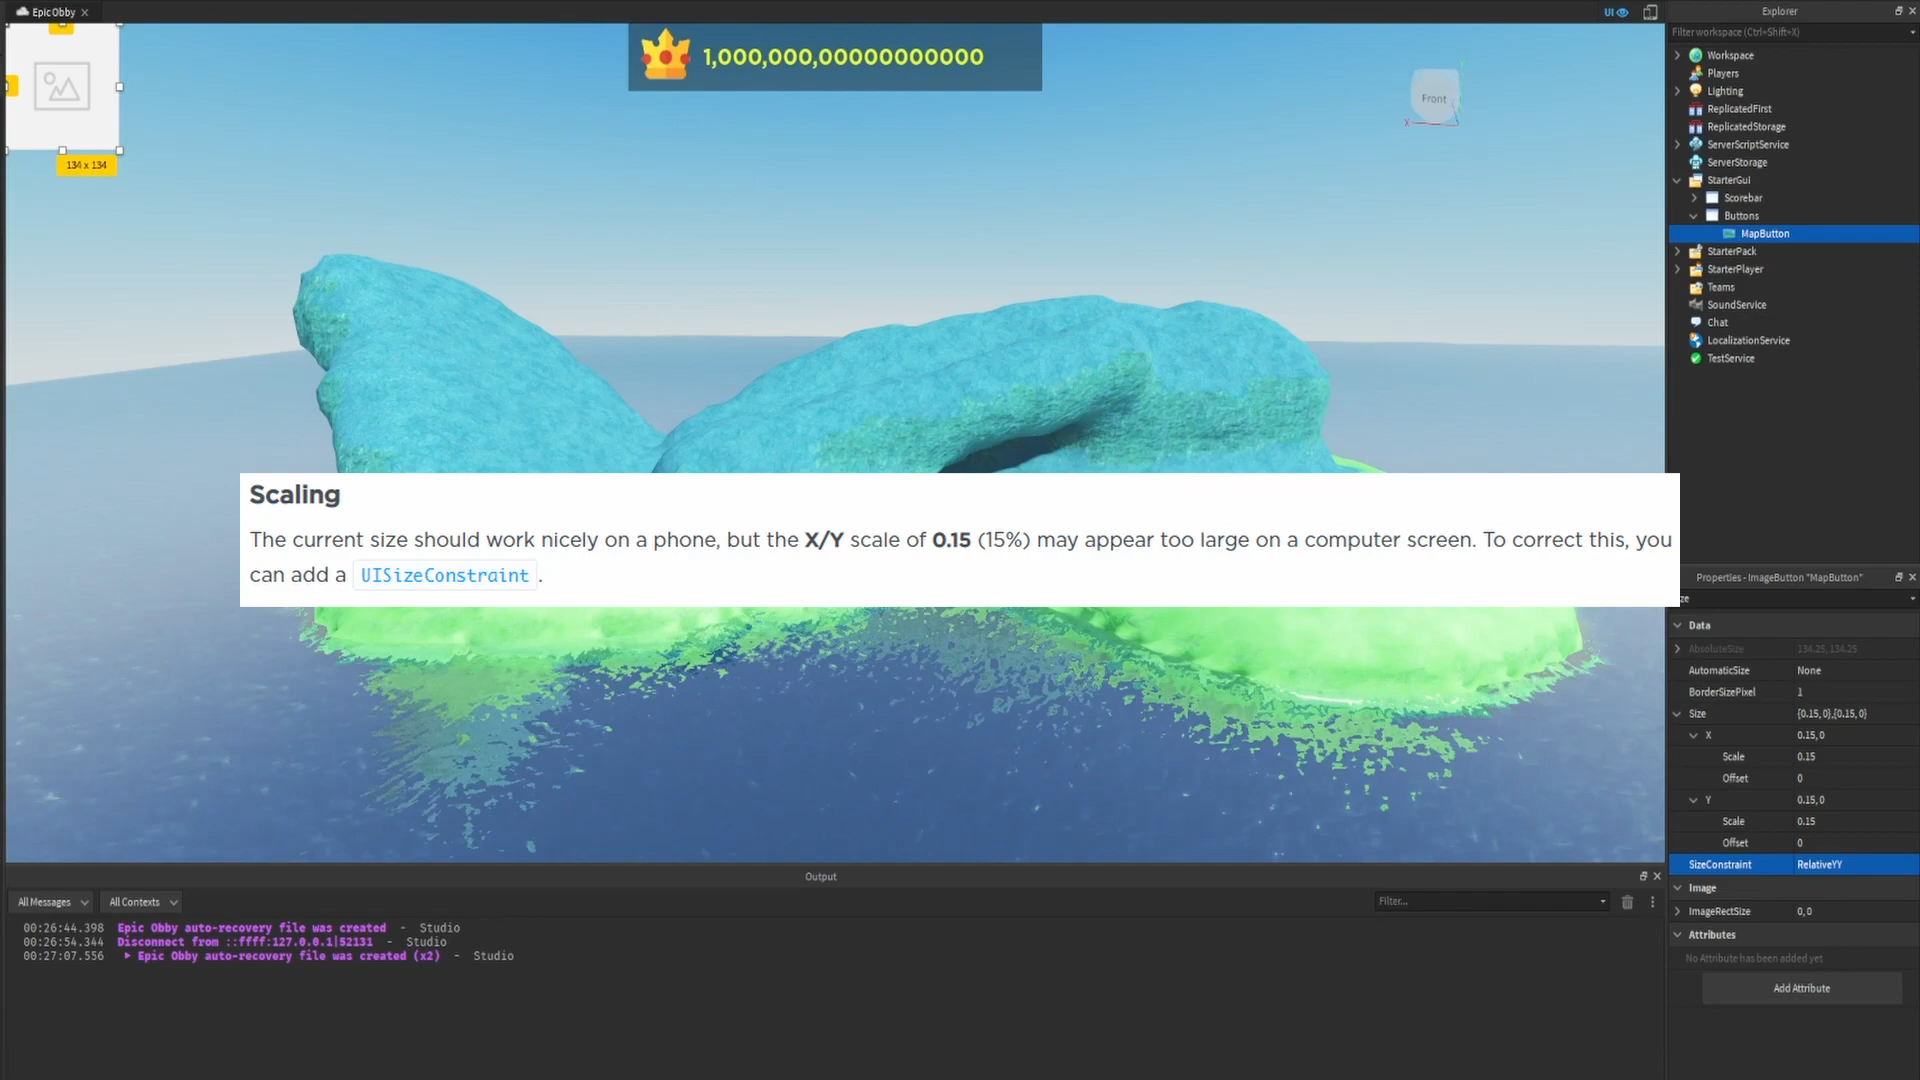 Epic Obby
UI
Explorer
Filter workspace (Ctrl+Shift+X)
1,000,000,00000000000
Front
X
134 x 134
Workspace
Players
Lighting
ReplicatedFirst
ReplicatedStorage
ServerScriptService
ServerStorage
StarterGui
Scorebar
Buttons
MapButton
StarterPack
StarterPlayer
Teams
SoundService
Chat
LocalizationService
TestService
Scaling
The current size should work nicely on a phone, but the X/Y scale of 0.15 (15%) may appear too large on a computer screen. To correct this, you
can add a UISizeConstraint .
Properties - ImageButton "MapButton"
ze
Data
AbsoluteSize 134.25, 134.25
AutomaticSize None
BorderSizePixel 1
Size {0.15, 0},{0.15, 0}
X 0.15, 0
Scale 0.15
Offset 0
Y 0.15, 0
Scale 0.15
Offset 0
SizeConstraint RelativeYY
Image
ImageRectSize 0, 0
Attributes
No Attribute has been added yet
Add Attribute
Output
All Messages All Contexts Filter...
00:26:44.398 Epic Obby auto-recovery file was created - Studio
00:26:54.344 Disconnect from ::ffff:127.0.0.1|52131 - Studio
00:27:07.556 Epic Obby auto-recovery file was created (x2) - Studio